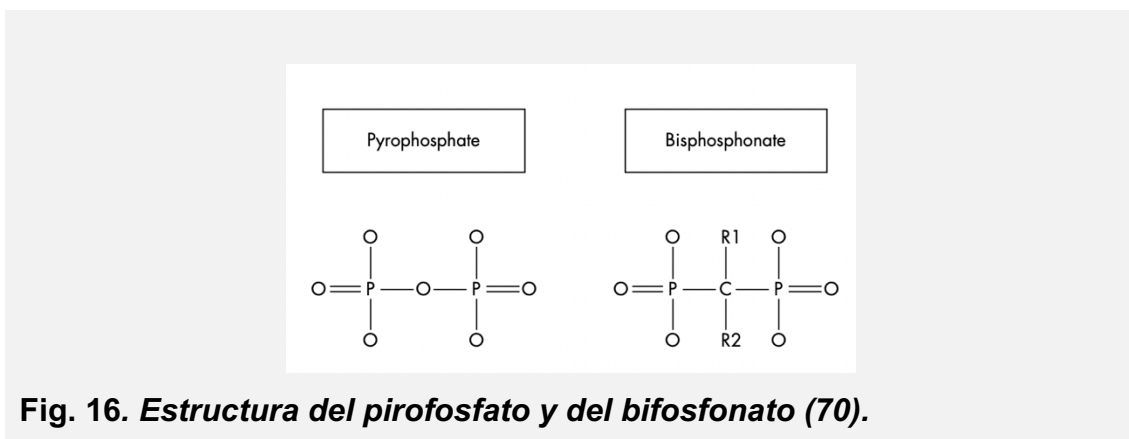 Pyrophosphate Bisphosphonate
O O O R1 O
O P O P O O P C P O
O O O R2 O
Fig. 16. Estructura del pirofosfato y del bifosfonato (70).